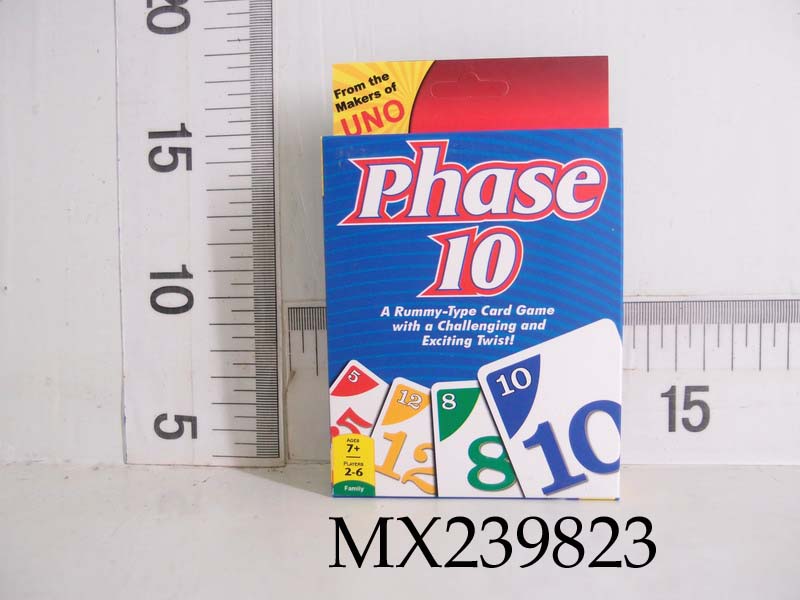 20
15
10
5
15
From the
Makers of
UNO
Phase
10
A Rummy-Type Card Game
with a Challenging and
Exciting Twist!
5
12
8
10
5
12
8
10
AGES
7+
PLAYERS
2-6
Family
MX239823